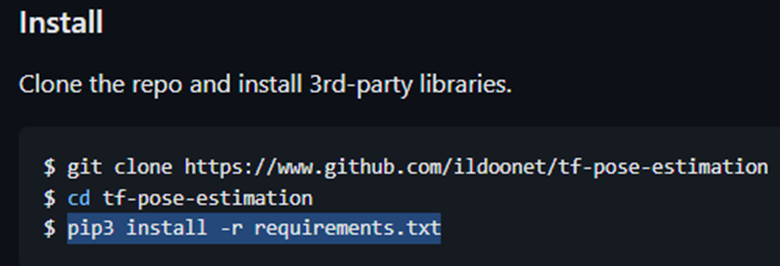 Install
Clone the repo and install 3rd-party libraries.
$ git clone https://www.github.com/ildoonet/tf-pose-estimation
$ cd tf-pose-estimation
$ pip3 install -r requirements.txt